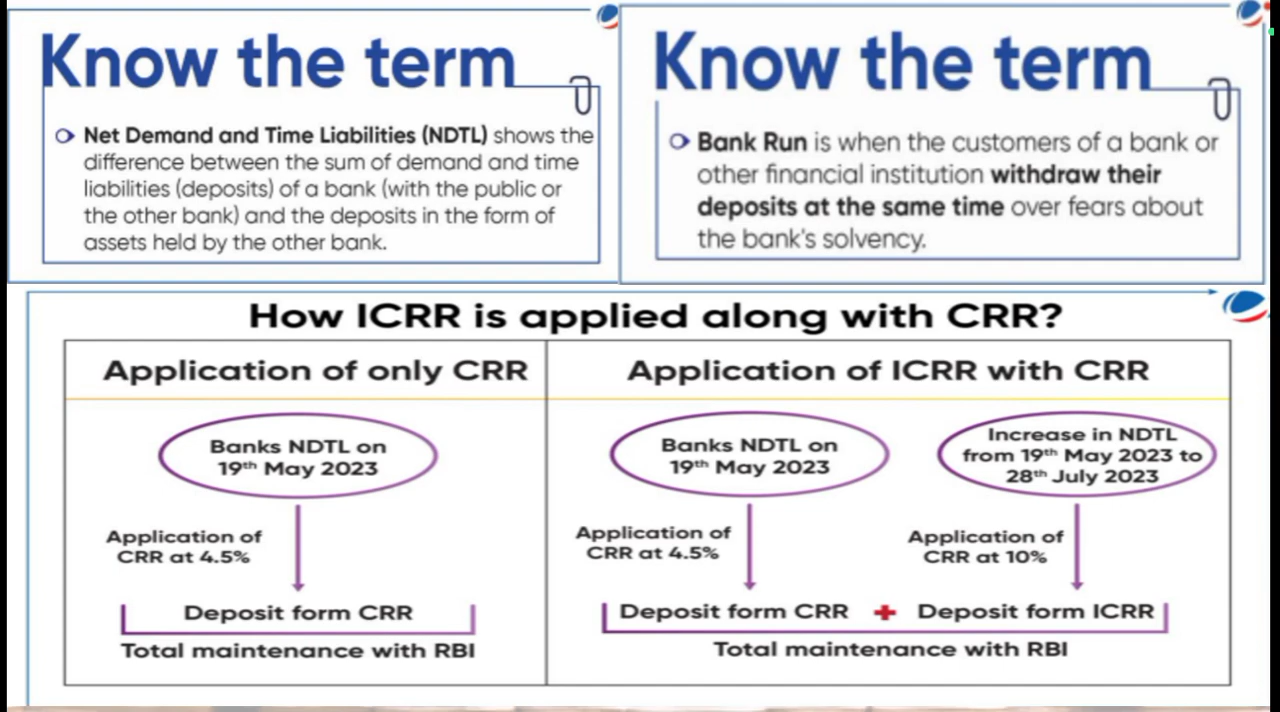 Know the term
Net Demand and Time Liabilities (NDTL) shows the
difference between the sum of demand and time
liabilities (deposits) of a bank (with the public or
the other bank) and the deposits in the form of
assets held by the other bank.
Know the term
Bank Run is when the customers of a bank or
other financial institution withdraw their
deposits at the same time over fears about
the bank's solvency.
How ICRR is applied along with CRR?
Application of only CRR
Banks NDTL on
19th May 2023
Application of
CRR at 4.5%
Deposit form CRR
Total maintenance with RBI
Application of ICRR with CRR
Banks NDTL on
19th May 2023
Increase in NDTL
from 19th May 2023 to
28th July 2023
Application of
CRR at 4.5%
Application of
CRR at 10%
Deposit form CRR + Deposit form ICRR
Total maintenance with RBI